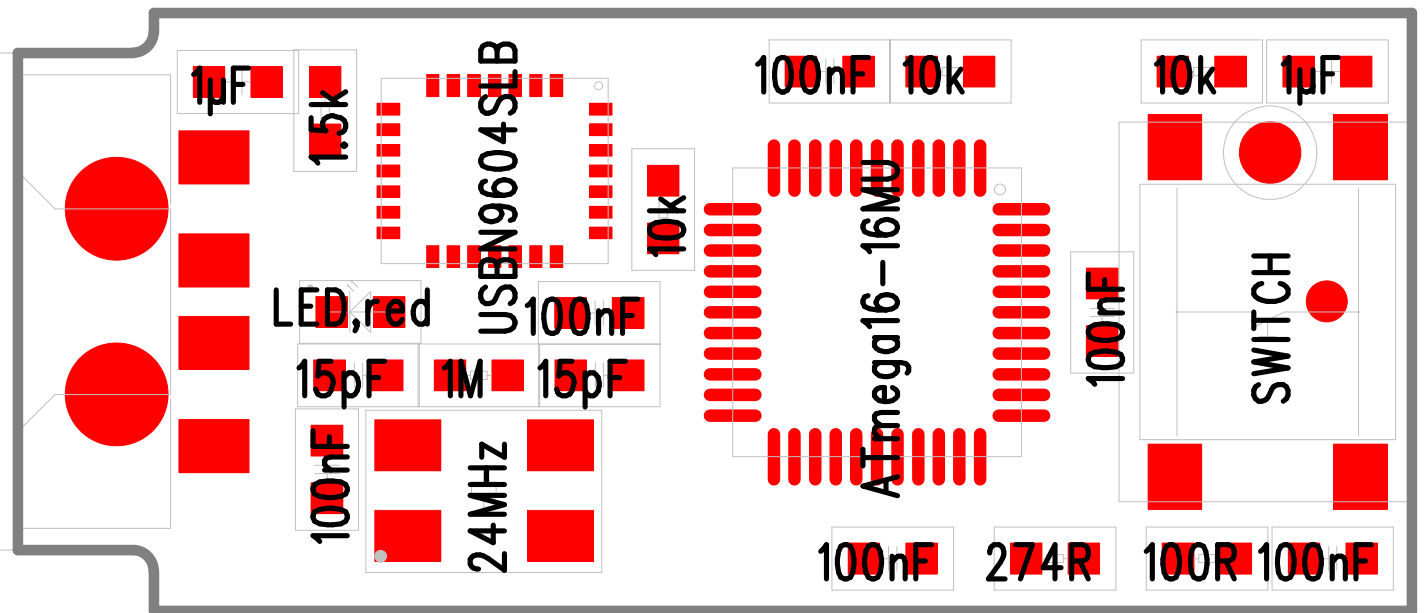 1µF
1.5k
USBN9604SLB
100nF
10k
10k
1µF
10k
ATmega16-16MU
100nF
SWITCH
LED,red
100nF
15pF
1M
15pF
100nF
24MHz
100nF
274R
100R
100nF